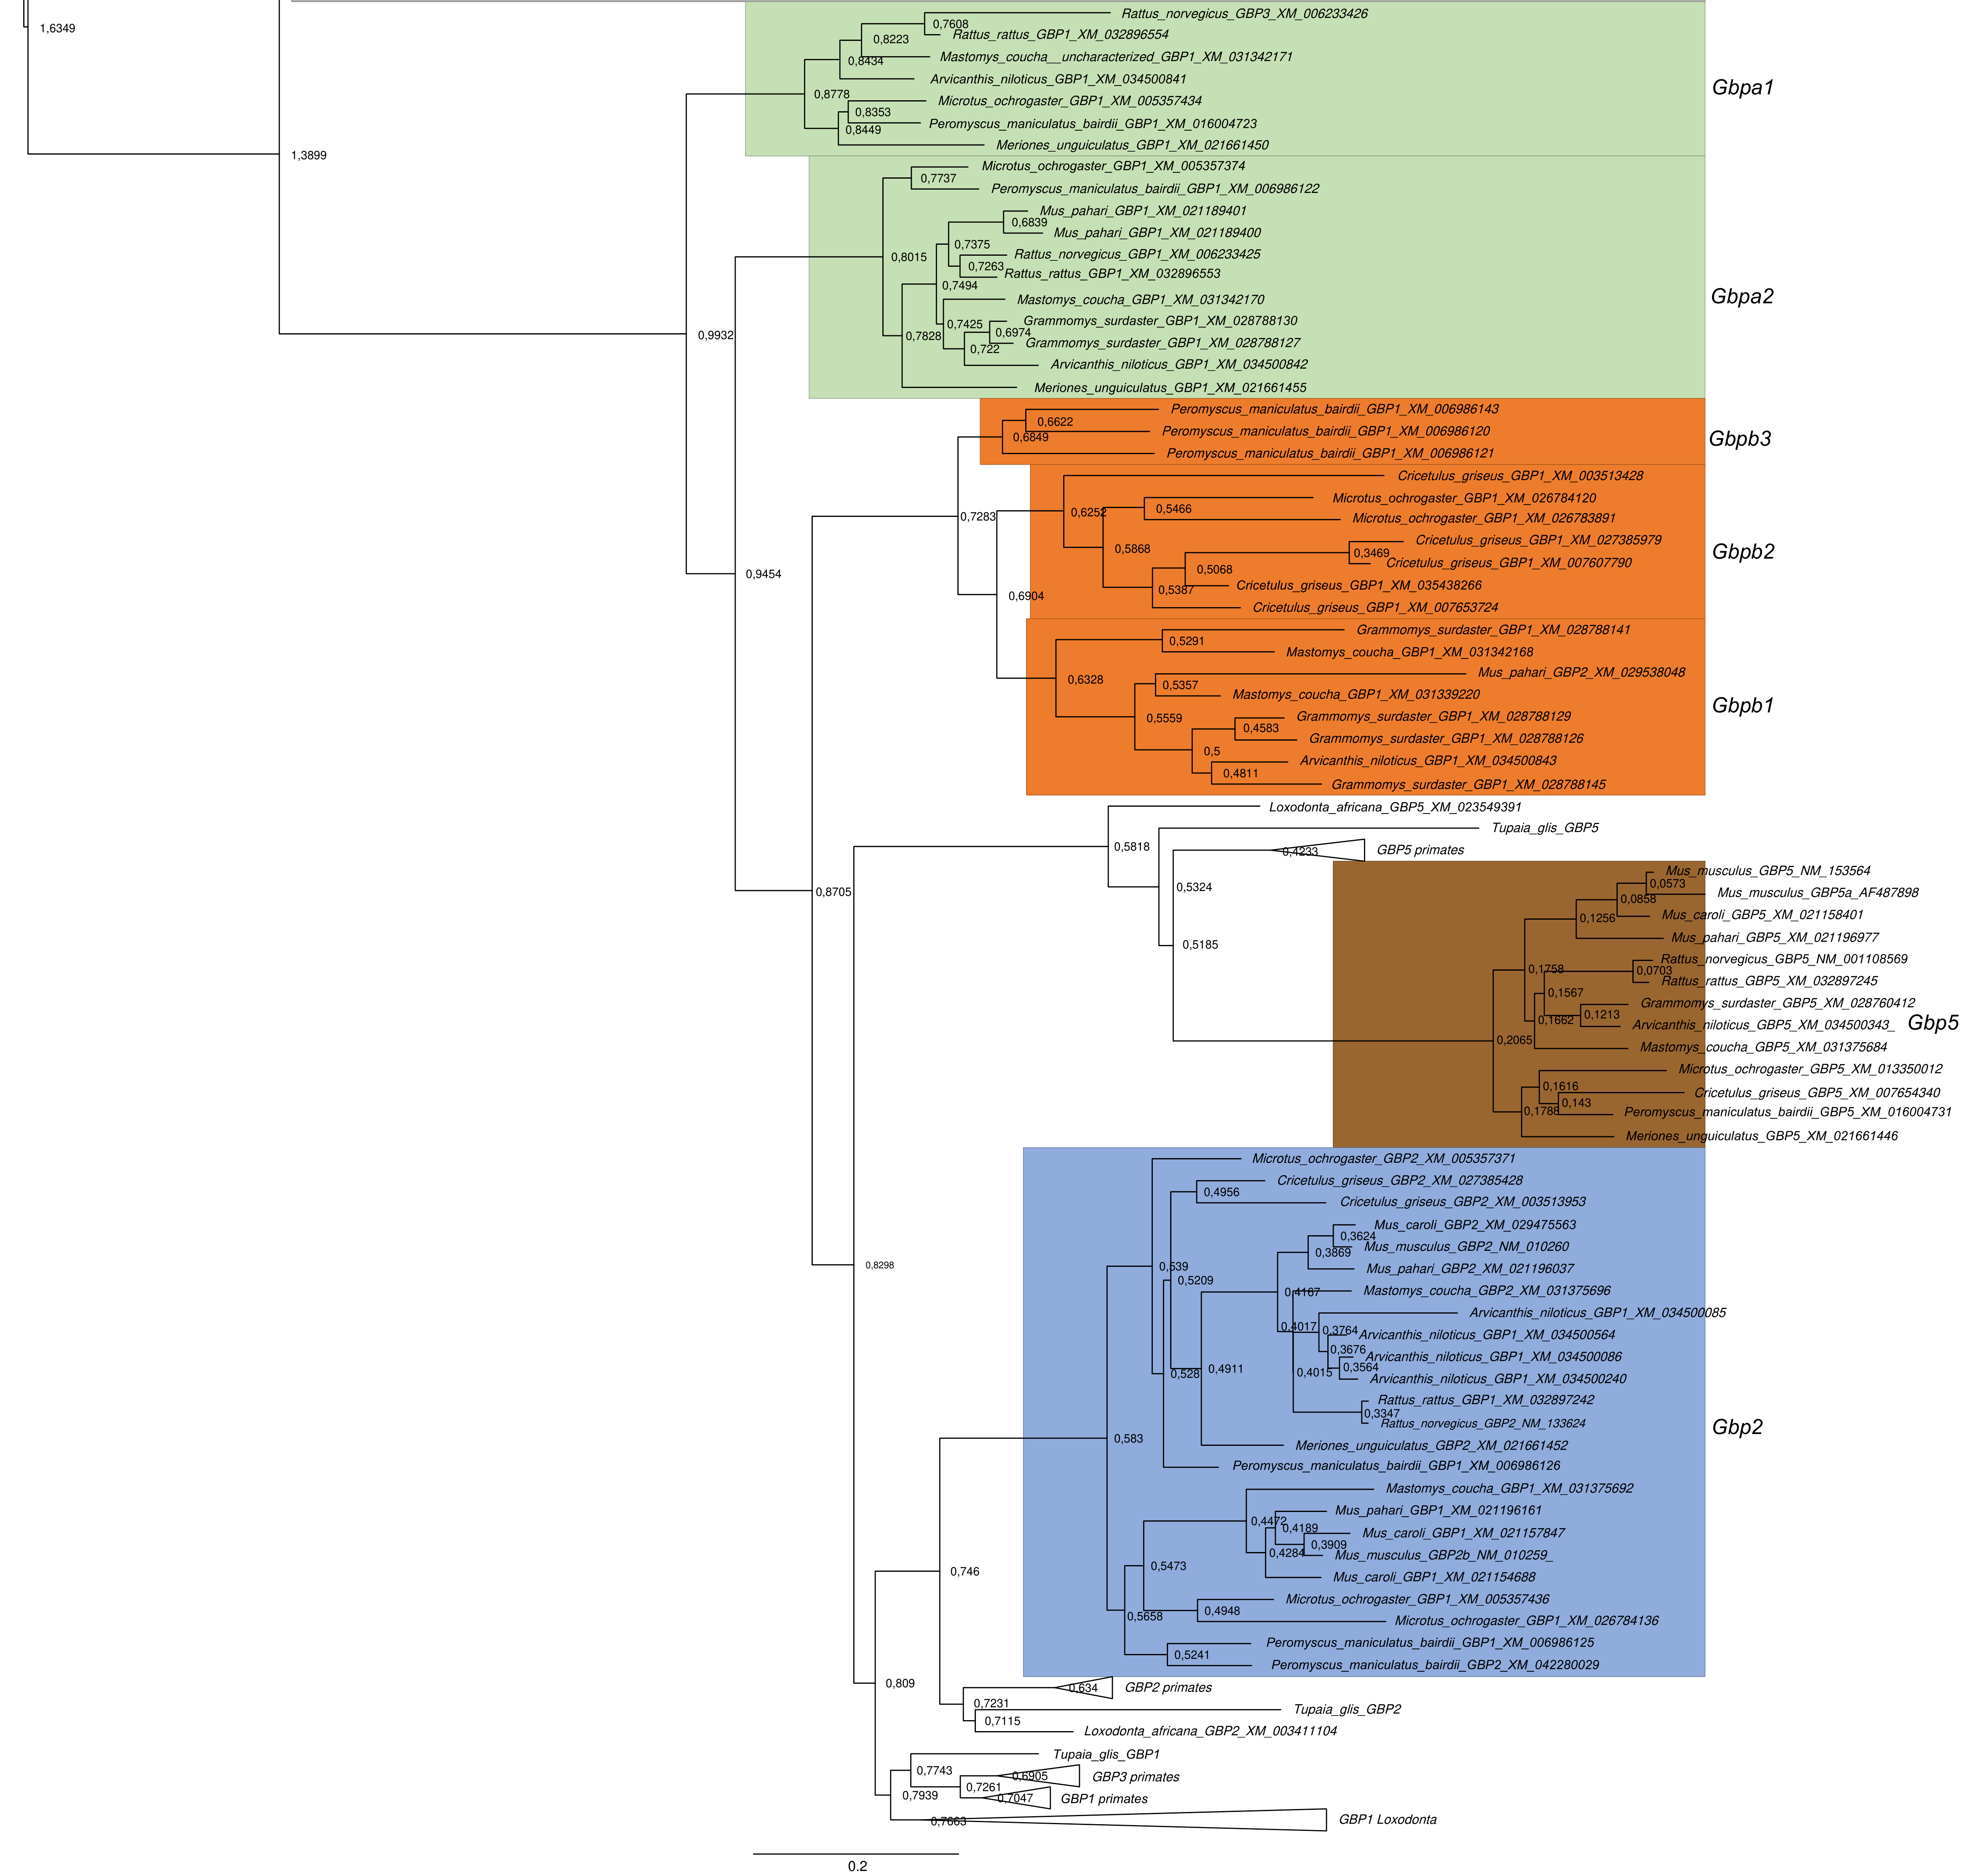 1,6349
Rattus_norvegicus_GBP3_XM_006233426
0,7608
Rattus_rattus_GBP1_XM_032896554
0,8223
Mastomys_coucha__uncharacterized_GBP1_XM_031342171
0,8434
Arvicanthis_niloticus_GBP1_XM_034500841
Gbpa1
0,8778
Microtus_ochrogaster_GBP1_XM_005357434
0,8353
Peromyscus_maniculatus_bairdii_GBP1_XM_016004723
0,8449
Meriones_unguiculatus_GBP1_XM_021661450
1,3899
Microtus_ochrogaster_GBP1_XM_005357374
0,7737
Peromyscus_maniculatus_bairdii_GBP1_XM_006986122
Mus_pahari_GBP1_XM_021189401
0,6839
Mus_pahari_GBP1_XM_021189400
0,7375
Rattus_norvegicus_GBP1_XM_006233425
0,8015
0,7263
Rattus_rattus_GBP1_XM_032896553
0,7494
Gbpa2
Mastomys_coucha_GBP1_XM_031342170
Grammomys_surdaster_GBP1_XM_028788130
0,7425
0,6974
0,9932
0,7828
Grammomys_surdaster_GBP1_XM_028788127
0,722
Arvicanthis_niloticus_GBP1_XM_034500842
Meriones_unguiculatus_GBP1_XM_021661455
Peromyscus_maniculatus_bairdii_GBP1_XM_006986143
0,6622
Peromyscus_maniculatus_bairdii_GBP1_XM_006986120
0,6849
Gbpb3
Peromyscus_maniculatus_bairdii_GBP1_XM_006986121
Cricetulus_griseus_GBP1_XM_003513428
Microtus_ochrogaster_GBP1_XM_026784120
0,5466
0,6252
0,7283
Microtus_ochrogaster_GBP1_XM_026783891
Cricetulus_griseus_GBP1_XM_027385979
0,5868
Gbpb2
0,3469
Cricetulus_griseus_GBP1_XM_007607790
0,5068
0,9454
Cricetulus_griseus_GBP1_XM_035438266
0,5387
0,6904
Cricetulus_griseus_GBP1_XM_007653724
Grammomys_surdaster_GBP1_XM_028788141
0,5291
Mastomys_coucha_GBP1_XM_031342168
Mus_pahari_GBP2_XM_029538048
0,6328
0,5357
Mastomys_coucha_GBP1_XM_031339220
Gbpb1
0,5559
Grammomys_surdaster_GBP1_XM_028788129
0,4583
Grammomys_surdaster_GBP1_XM_028788126
0,5
Arvicanthis_niloticus_GBP1_XM_034500843
0,4811
Grammomys_surdaster_GBP1_XM_028788145
Loxodonta_africana_GBP5_XM_023549391
Tupaia_glis_GBP5
0,5818
0,4233
GBP5 primates
Mus_musculus_GBP5_NM_153564
0,0573
0,5324
0,8705
Mus_musculus_GBP5a_AF487898
0,0858
Mus_caroli_GBP5_XM_021158401
0,1256
Mus_pahari_GBP5_XM_021196977
0,5185
Rattus_norvegicus_GBP5_NM_001108569
0,1758
0,0703
Rattus_rattus_GBP5_XM_032897245
0,1567
Grammomys_surdaster_GBP5_XM_028760412
0,1213
0,1662
Arvicanthis_niloticus_GBP5_XM_034500343_
Gbp5
0,2065
Mastomys_coucha_GBP5_XM_031375684
Microtus_ochrogaster_GBP5_XM_013350012
0,1616
Cricetulus_griseus_GBP5_XM_007654340
0,143
0,1788
Peromyscus_maniculatus_bairdii_GBP5_XM_016004731
Meriones_unguiculatus_GBP5_XM_021661446
Microtus_ochrogaster_GBP2_XM_005357371
Cricetulus_griseus_GBP2_XM_027385428
0,4956
Cricetulus_griseus_GBP2_XM_003513953
Mus_caroli_GBP2_XM_029475563
0,3624
Mus_musculus_GBP2_NM_010260
0,3869
0,8298
0,539
Mus_pahari_GBP2_XM_021196037
0,5209
0,4167
Mastomys_coucha_GBP2_XM_031375696
Arvicanthis_niloticus_GBP1_XM_034500085
0,4017
0,3764
Arvicanthis_niloticus_GBP1_XM_034500564
0,3676
Arvicanthis_niloticus_GBP1_XM_034500086
0,4911
0,3564
0,528
0,4015
Arvicanthis_niloticus_GBP1_XM_034500240
Rattus_rattus_GBP1_XM_032897242
0,3347
Rattus_norvegicus_GBP2_NM_133624
Gbp2
0,583
Meriones_unguiculatus_GBP2_XM_021661452
Peromyscus_maniculatus_bairdii_GBP1_XM_006986126
Mastomys_coucha_GBP1_XM_031375692
Mus_pahari_GBP1_XM_021196161
0,4472
0,4189
Mus_caroli_GBP1_XM_021157847
0,3909
0,4284
Mus_musculus_GBP2b_NM_010259_
0,5473
0,746
Mus_caroli_GBP1_XM_021154688
Microtus_ochrogaster_GBP1_XM_005357436
0,4948
0,5658
Microtus_ochrogaster_GBP1_XM_026784136
Peromyscus_maniculatus_bairdii_GBP1_XM_006986125
0,5241
Peromyscus_maniculatus_bairdii_GBP2_XM_042280029
0,809
0,634
GBP2 primates
0,7231
Tupaia_glis_GBP2
0,7115
Loxodonta_africana_GBP2_XM_003411104
Tupaia_glis_GBP1
0,7743
0,6905
GBP3 primates
0,7261
0,7939
0,7047
GBP1 primates
0,7663
GBP1 Loxodonta
0.2